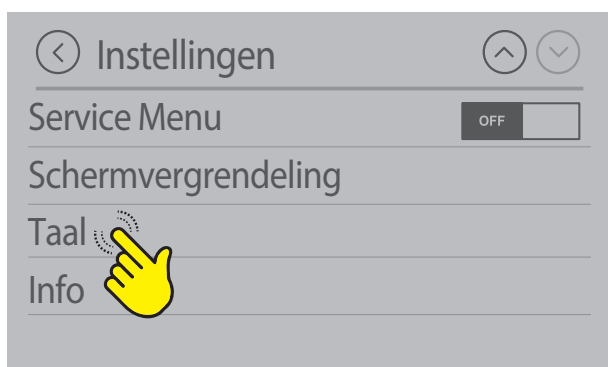 Instellingen
Service Menu OFF
Schermvergrendeling
Taal
Info